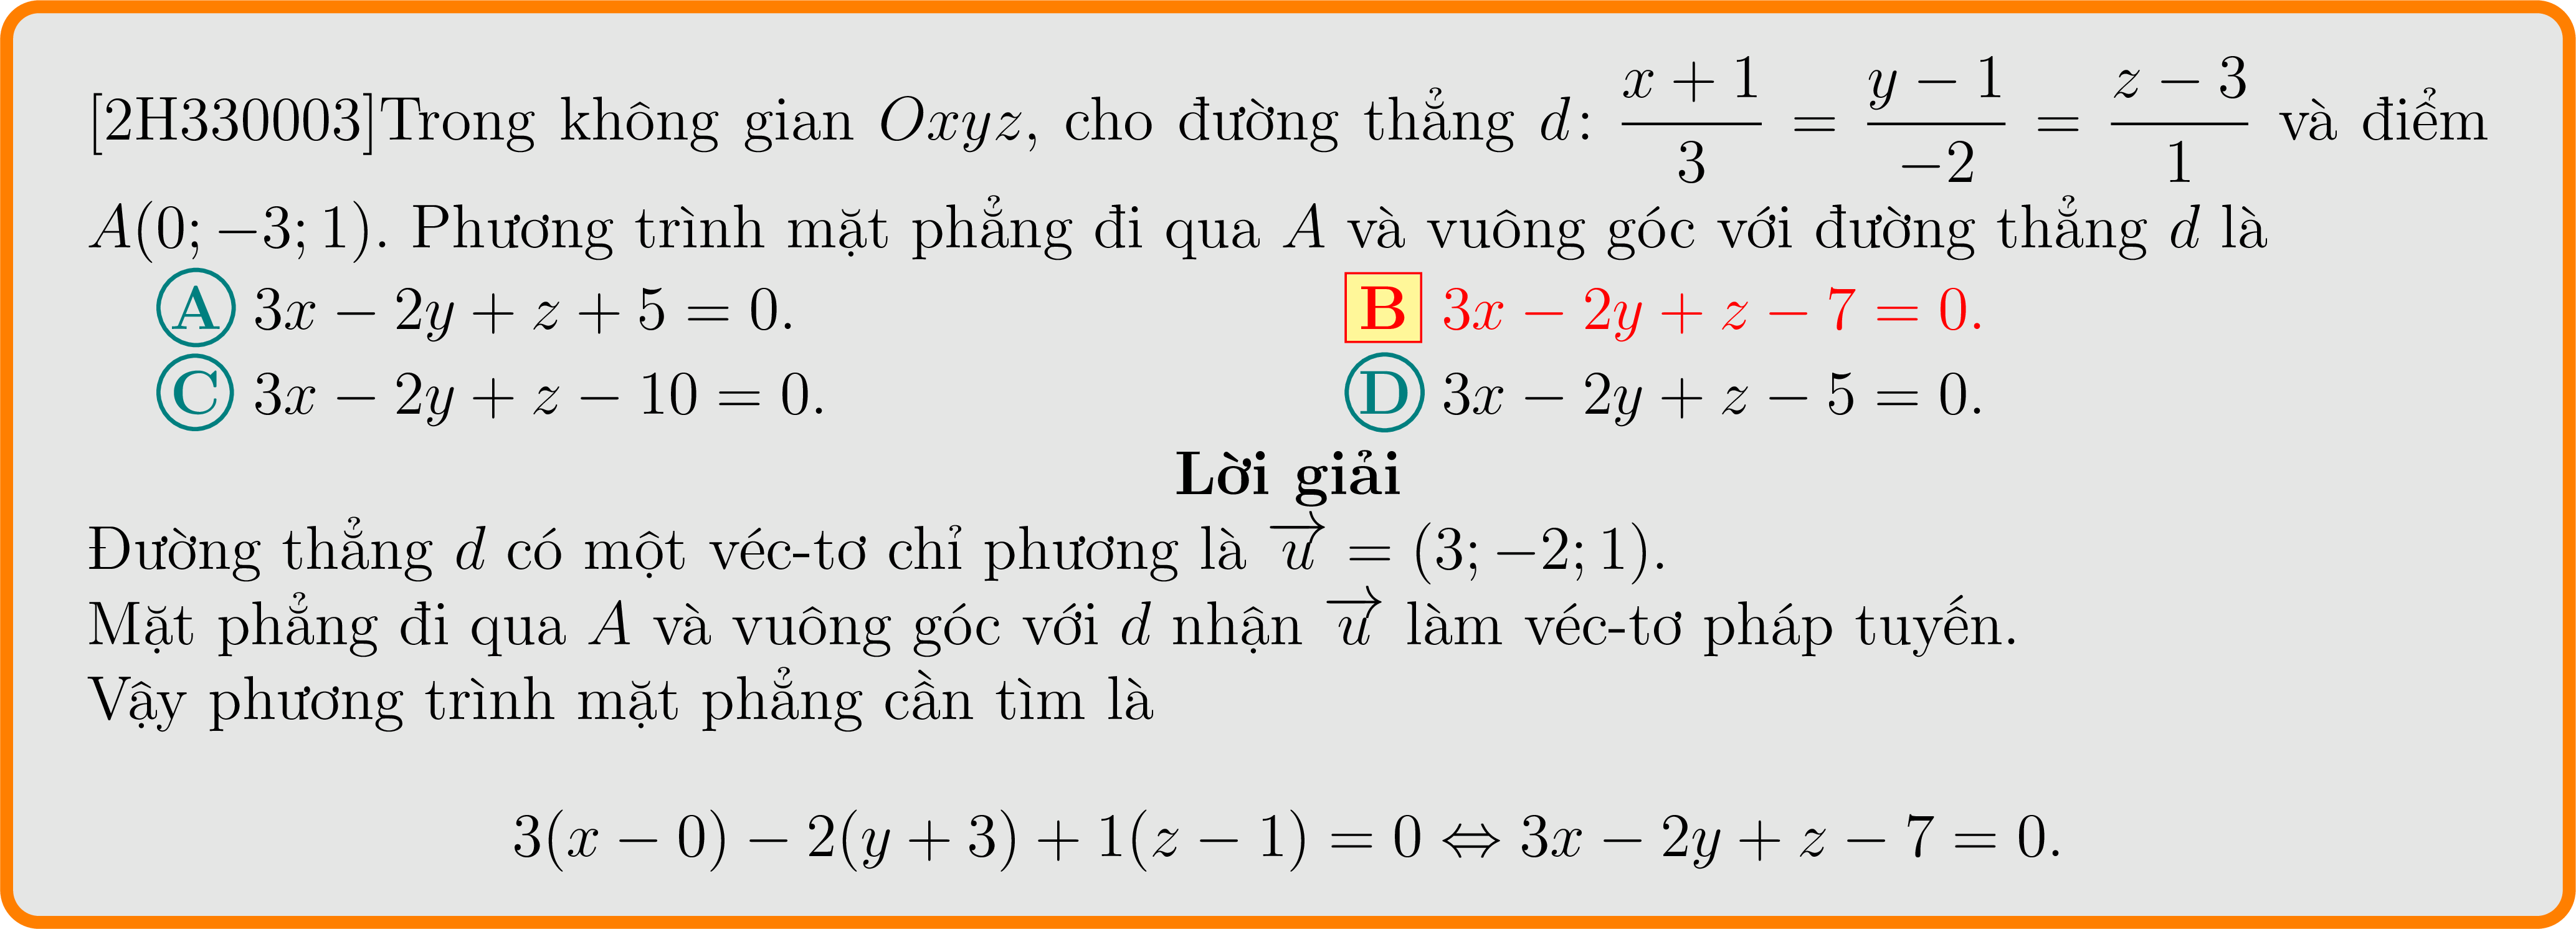 [2H330003]Trong không gian Oxyz, cho đường thẳng d: \frac{x+1}{3} = \frac{y-1}{-2} = \frac{z-3}{1} và điểm
A(0; −3; 1). Phương trình mặt phẳng đi qua A và vuông góc với đường thẳng d là
A 3x − 2y + z + 5 = 0. B 3x − 2y + z − 7 = 0.
C 3x − 2y + z − 10 = 0. D 3x − 2y + z − 5 = 0.
Lời giải
Đường thẳng d có một véc-tơ chỉ phương là \overrightarrow{u} = (3; −2; 1).
Mặt phẳng đi qua A và vuông góc với d nhận \overrightarrow{u} làm véc-tơ pháp tuyến.
Vậy phương trình mặt phẳng cần tìm là
3(x − 0) − 2(y + 3) + 1(z − 1) = 0 ⇔ 3x − 2y + z − 7 = 0.